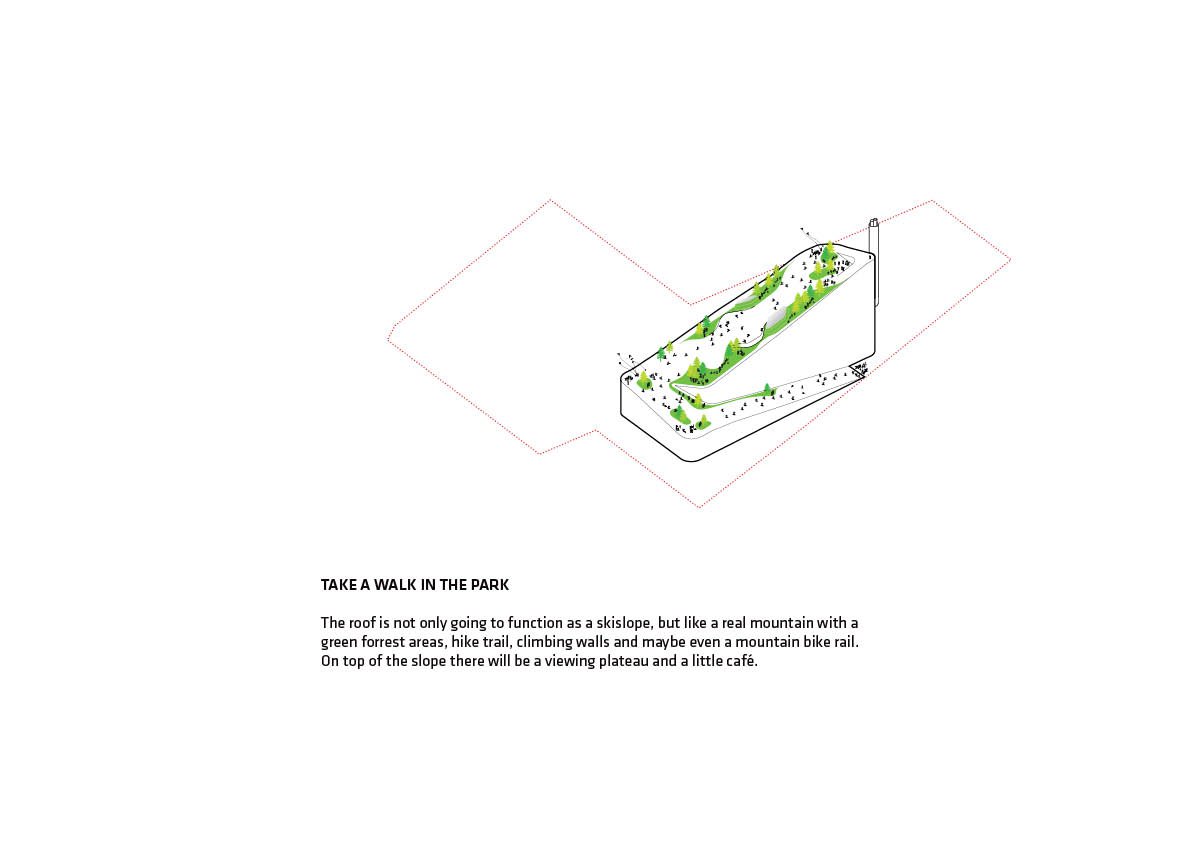 TAKE A WALK IN THE PARK
The roof is not only going to function as a skislope, but like a real mountain with a
green forrest areas, hike trail, climbing walls and maybe even a mountain bike rail.
On top of the slope there will be a viewing plateau and a little café.